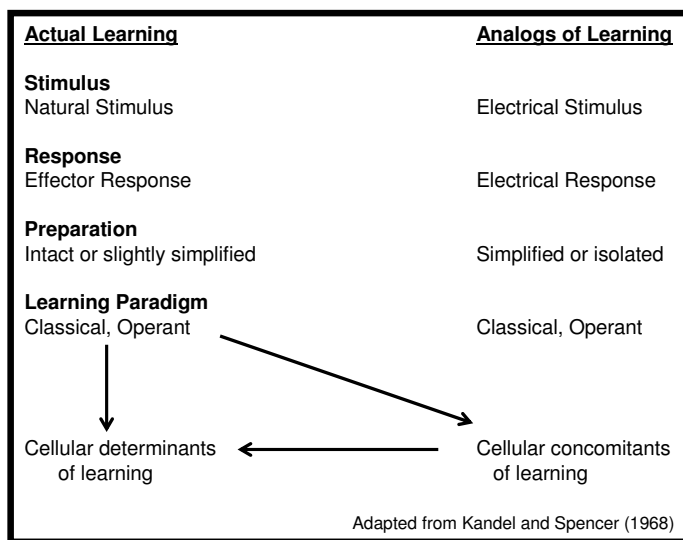 Actual Learning Analogs of Learning
Stimulus
Natural Stimulus Electrical Stimulus
Response
Effector Response Electrical Response
Preparation
Intact or slightly simplified Simplified or isolated
Learning Paradigm
Classical, Operant Classical, Operant
Cellular determinants Cellular concomitants
of learning of learning
Adapted from Kandel and Spencer (1968)